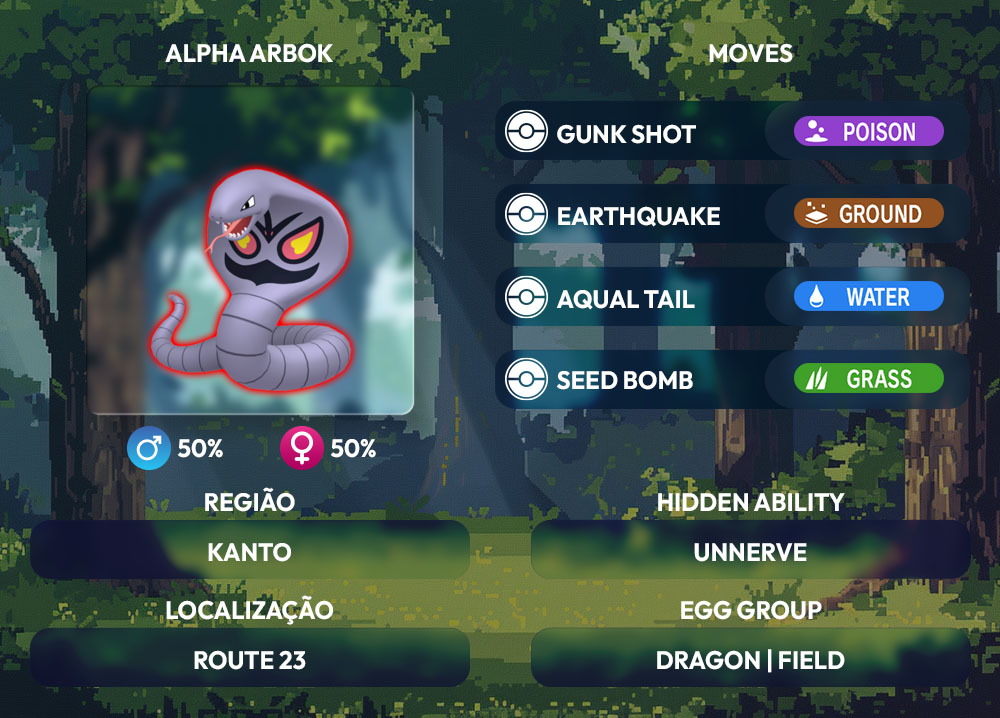 ALPHA ARBOK
50%
50%
REGIÃO
KANTO
LOCALIZAÇÃO
ROUTE 23
MOVES
GUNK SHOT POISON
EARTHQUAKE GROUND
AQUAL TAIL WATER
SEED BOMB GRASS
HIDDEN ABILITY
UNNERVE
EGG GROUP
DRAGON | FIELD